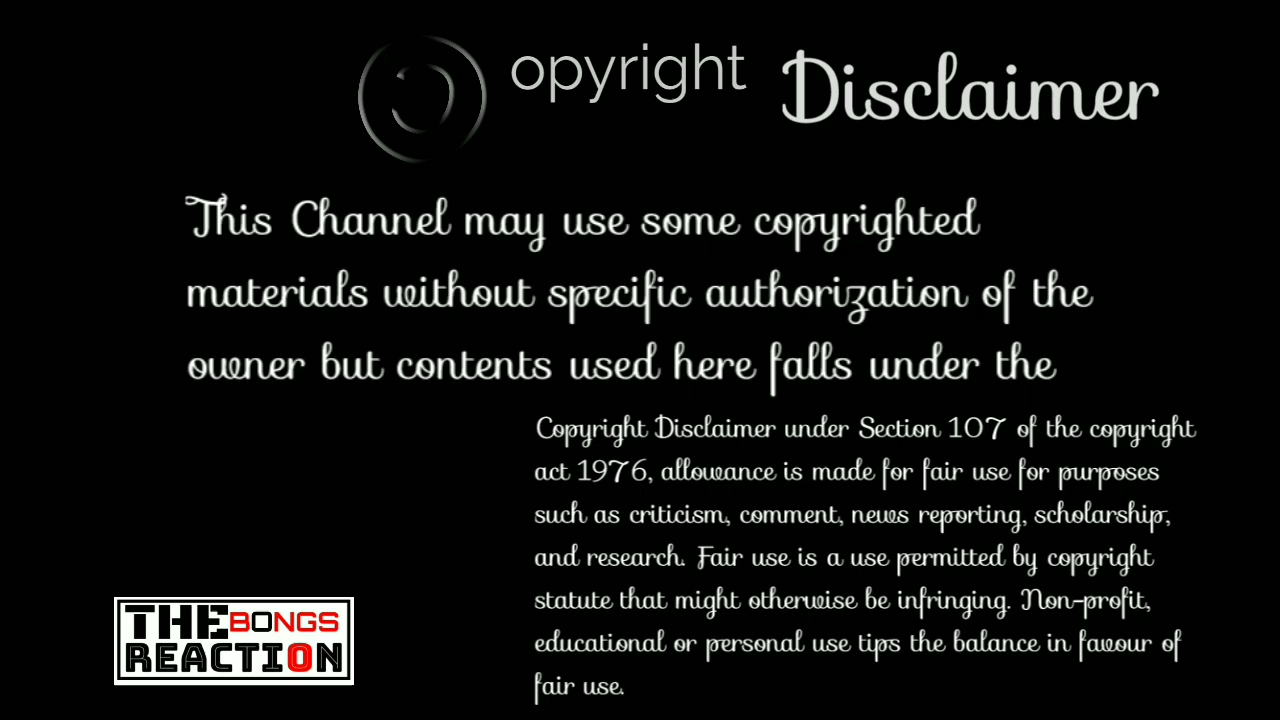 opyright Disclaimer
This Channel may use some copyrighted
materials without specific authorization of the
owner but contents used here falls under the
Copyright Disclaimer under Section 107 of the copyright
act 1976, allowance is made for fair use for purposes
such as criticism, comment, news reporting, scholarship,
and research. Fair use is a use permitted by copyright
statute that might otherwise be infringing. Non-profit,
educational or personal use tips the balance in favour of
fair use.
THE BONGS
REACTION